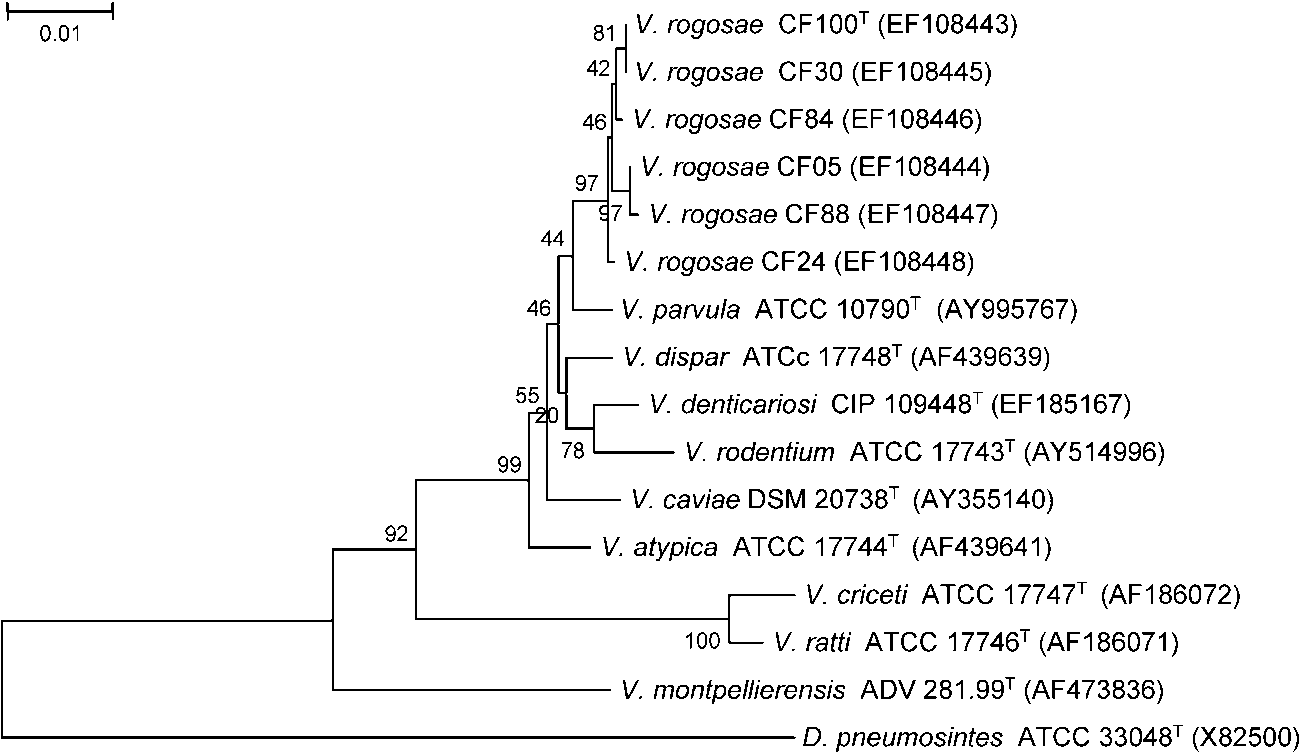 0.01
81
V. rogosae CF100ᵀ (EF108443)
V. rogosae CF30 (EF108445)
42
V. rogosae CF84 (EF108446)
46
V. rogosae CF05 (EF108444)
97
V. rogosae CF88 (EF108447)
97
V. rogosae CF24 (EF108448)
44
V. parvula ATCC 10790ᵀ (AY995767)
46
V. dispar ATCc 17748ᵀ (AF439639)
55
V. denticariosi CIP 109448ᵀ (EF185167)
20
78
V. rodentium ATCC 17743ᵀ (AY514996)
99
V. caviae DSM 20738ᵀ (AY355140)
92
V. atypica ATCC 17744ᵀ (AF439641)
V. criceti ATCC 17747ᵀ (AF186072)
100
V. ratti ATCC 17746ᵀ (AF186071)
V. montpellierensis ADV 281.99ᵀ (AF473836)
D. pneumosintes ATCC 33048ᵀ (X82500)